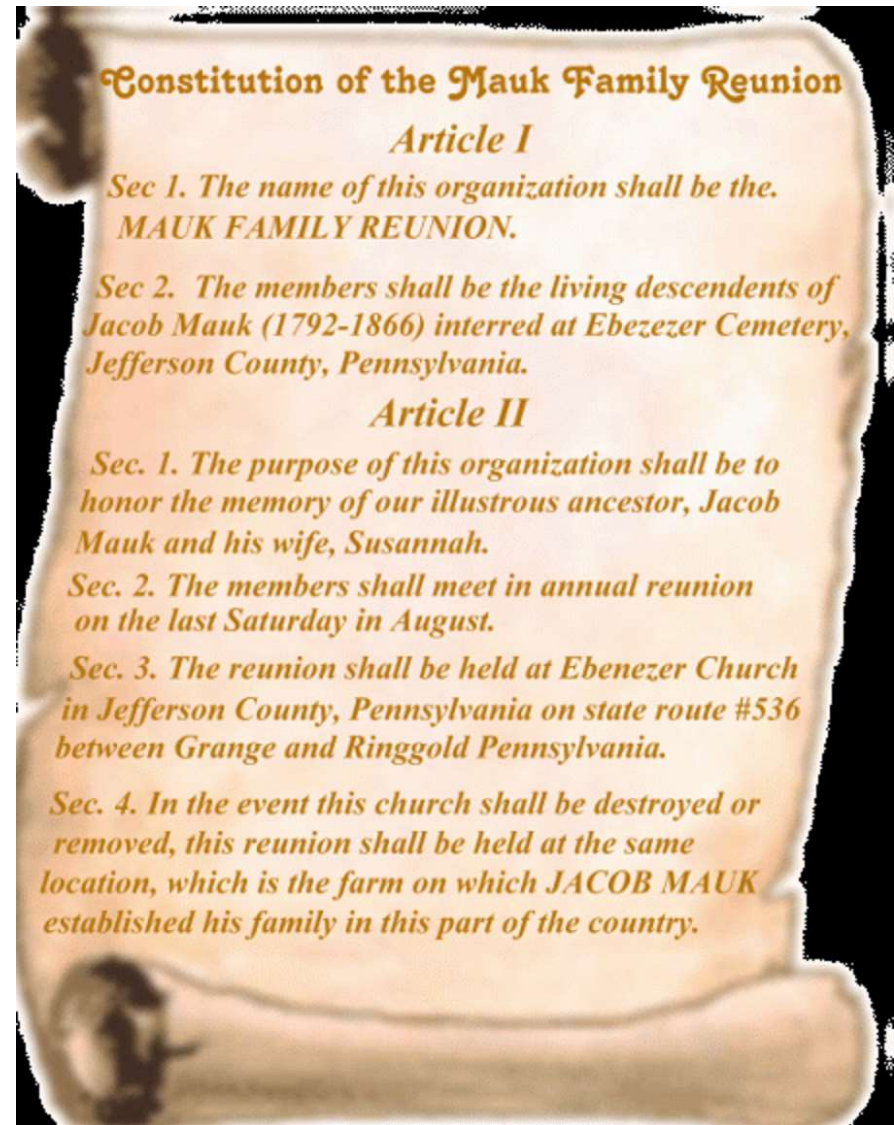 Constitution of the Mauk Family Reunion
Article I
Sec 1. The name of this organization shall be the.
MAUK FAMILY REUNION.
Sec 2. The members shall be the living descendents of
Jacob Mauk (1792-1866) interred at Ebezezer Cemetery,
Jefferson County, Pennsylvania.
Article II
Sec. 1. The purpose of this organization shall be to
honor the memory of our illustrous ancestor, Jacob
Mauk and his wife, Susannah.
Sec. 2. The members shall meet in annual reunion
on the last Saturday in August.
Sec. 3. The reunion shall be held at Ebenezer Church
in Jefferson County, Pennsylvania on state route #536
between Grange and Ringgold Pennsylvania.
Sec. 4. In the event this church shall be destroyed or
removed, this reunion shall be held at the same
location, which is the farm on which JACOB MAUK
established his family in this part of the country.